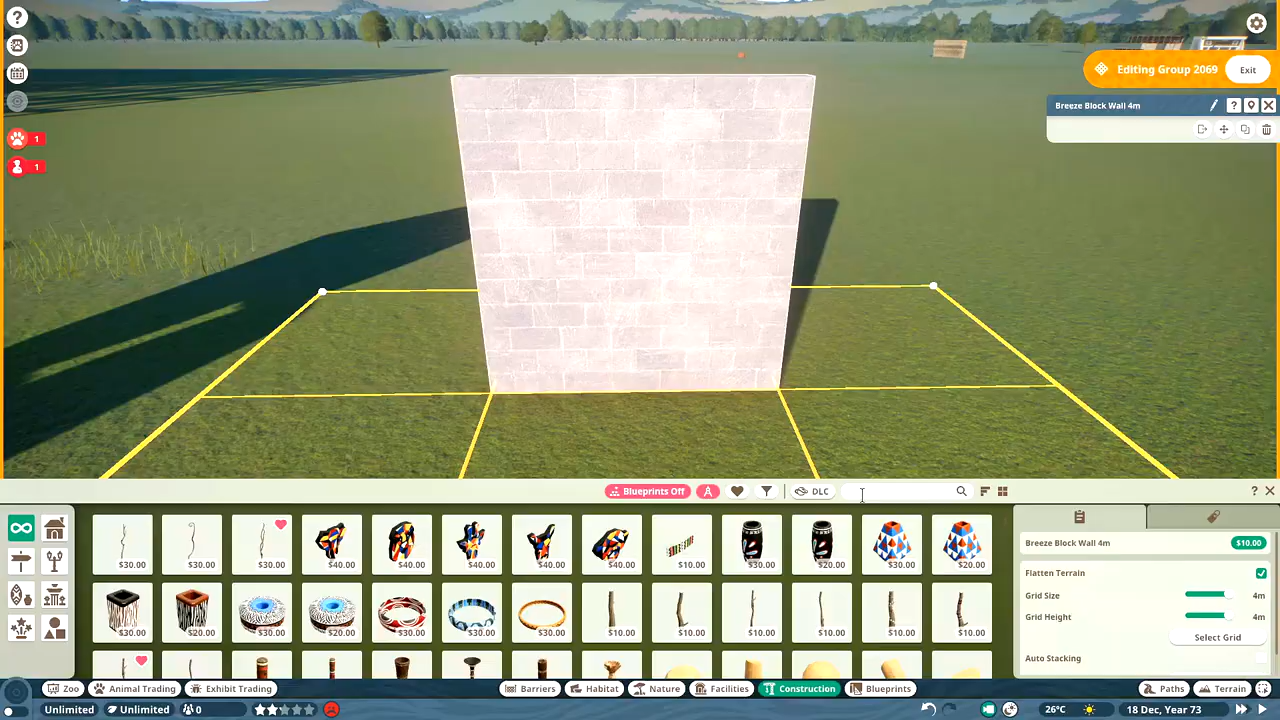 ?
Editing Group 2069
Exit
Breeze Block Wall 4m
?
1
1
Blueprints Off
DLC
?
$30.00 $30.00 $30.00 $40.00 $40.00 $40.00 $40.00 $40.00 $10.00 $30.00 $20.00 $30.00 $20.00
Breeze Block Wall 4m $10.00
Flatten Terrain
Grid Size 4m
Grid Height 4m
Select Grid
Auto Stacking
$30.00 $20.00 $30.00 $20.00 $30.00 $30.00 $30.00 $10.00 $10.00 $10.00 $10.00 $10.00 $10.00
Zoo
Animal Trading
Exhibit Trading
Barriers
Habitat
Nature
Facilities
Construction
Blueprints
Paths
Terrain
Unlimited
Unlimited
0
26°C
18 Dec, Year 73